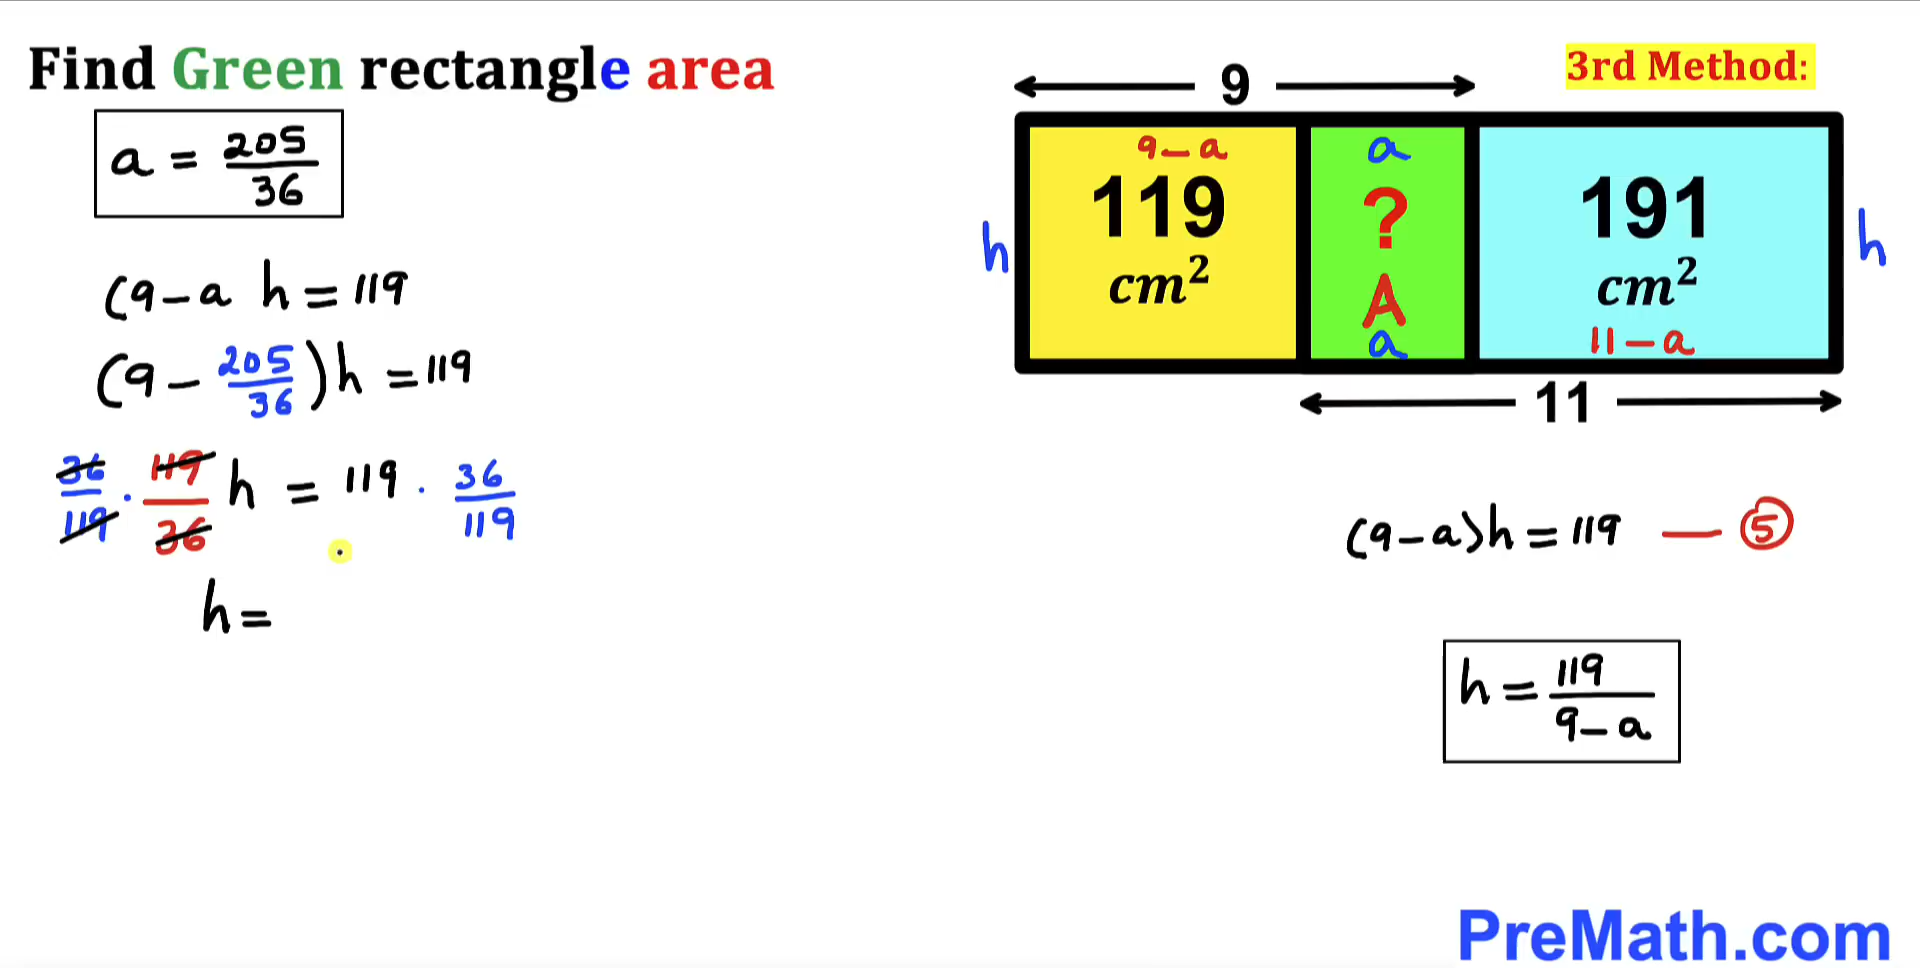 Find Green rectangle area
a = 205/36
(9 - a h = 119
(9 - 205/36)h = 119
36/119 · 119/36 h = 119 · 36/119
h =
3rd Method:
9
9 - a
119
cm²
a
?
A
a
191
cm²
11 - a
h
h
11
(9 - a)h = 119 — ⑤
h = 119/9 - a
PreMath.com